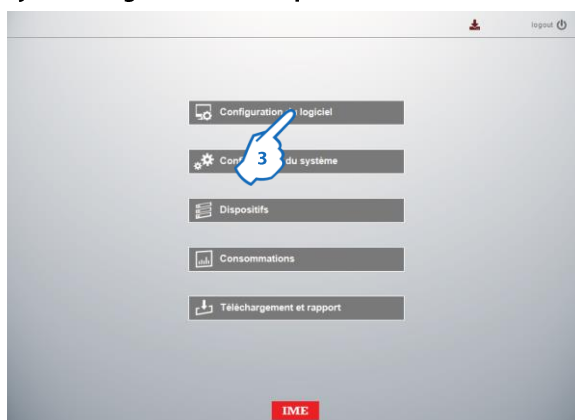 logout
Configuration logiciel
3
du système
Dispositifs
Consommations
Téléchargement et rapport
IME